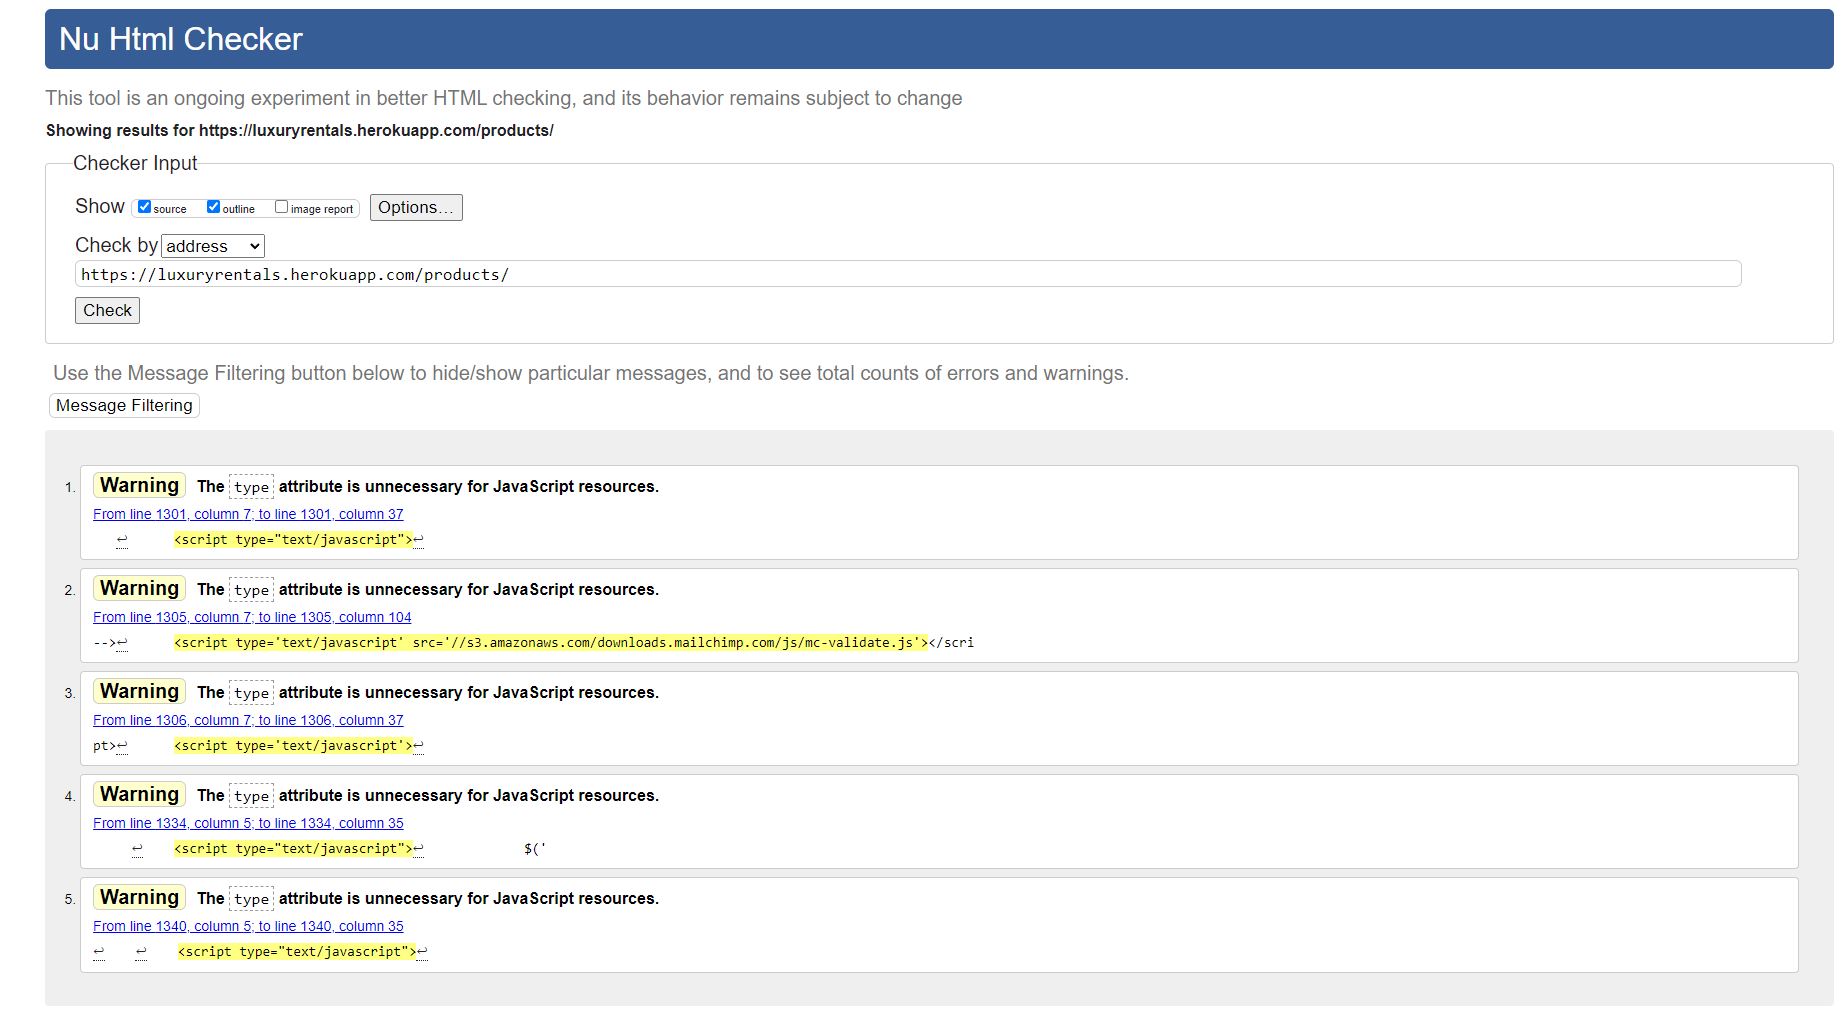 Nu Html Checker
This tool is an ongoing experiment in better HTML checking, and its behavior remains subject to change
Showing results for https://luxuryrentals.herokuapp.com/products/
Checker Input
Show source outline image report Options...
Check by address
https://luxuryrentals.herokuapp.com/products/
Check
Use the Message Filtering button below to hide/show particular messages, and to see total counts of errors and warnings.
Message Filtering
1. Warning The type attribute is unnecessary for JavaScript resources.
From line 1301, column 7; to line 1301, column 37
↩ <script type="text/javascript">↩
2. Warning The type attribute is unnecessary for JavaScript resources.
From line 1305, column 7; to line 1305, column 104
-->↩ <script type='text/javascript' src='//s3.amazonaws.com/downloads.mailchimp.com/js/mc-validate.js'></scri
3. Warning The type attribute is unnecessary for JavaScript resources.
From line 1306, column 7; to line 1306, column 37
pt>↩ <script type='text/javascript'>↩
4. Warning The type attribute is unnecessary for JavaScript resources.
From line 1334, column 5; to line 1334, column 35
↩ <script type="text/javascript">↩ $('
5. Warning The type attribute is unnecessary for JavaScript resources.
From line 1340, column 5; to line 1340, column 35
↩ ↩ <script type="text/javascript">↩